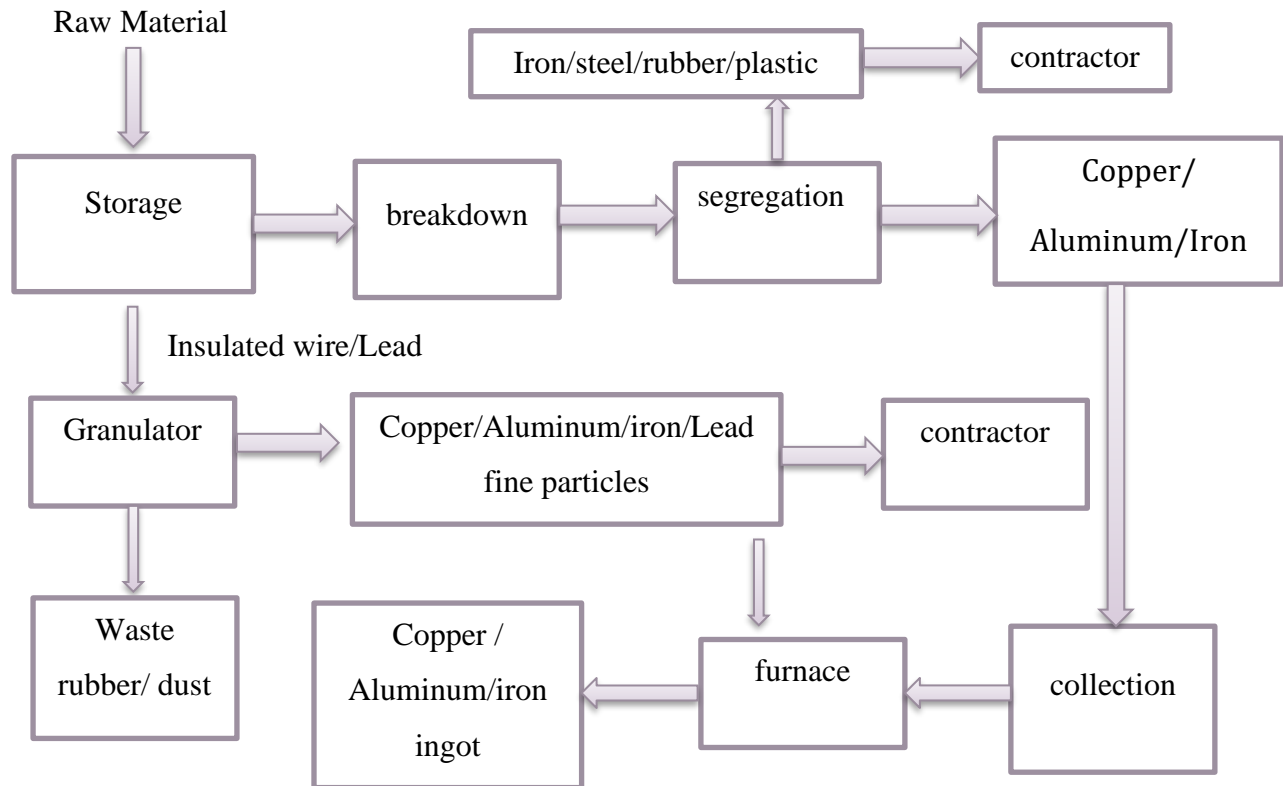 Raw Material
Iron/steel/rubber/plastic
contractor
Storage
breakdown
segregation
Copper/
Aluminum/Iron
Insulated wire/Lead
Granulator
Copper/Aluminum/iron/Lead
fine particles
contractor
Waste
rubber/ dust
Copper /
Aluminum/iron
ingot
furnace
collection